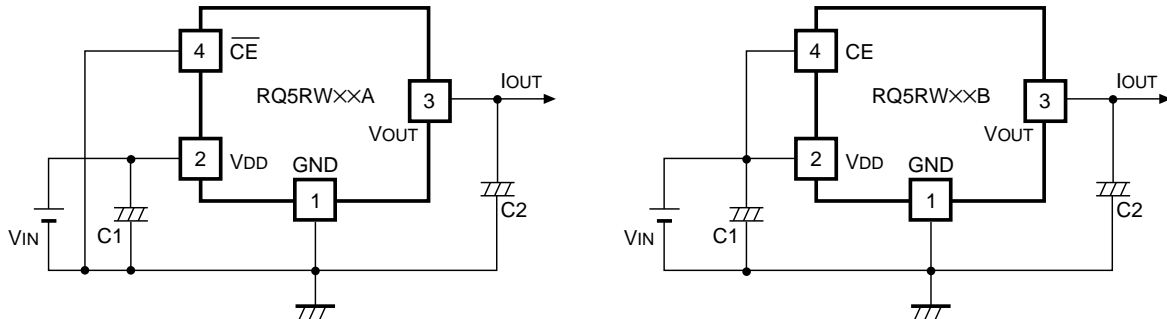 4
C̅E̅
RQ5RW××A
3
IOUT
VOUT
2
VDD
GND
1
C1
C2
VIN
4
CE
RQ5RW××B
3
IOUT
VOUT
2
VDD
GND
1
C1
C2
VIN